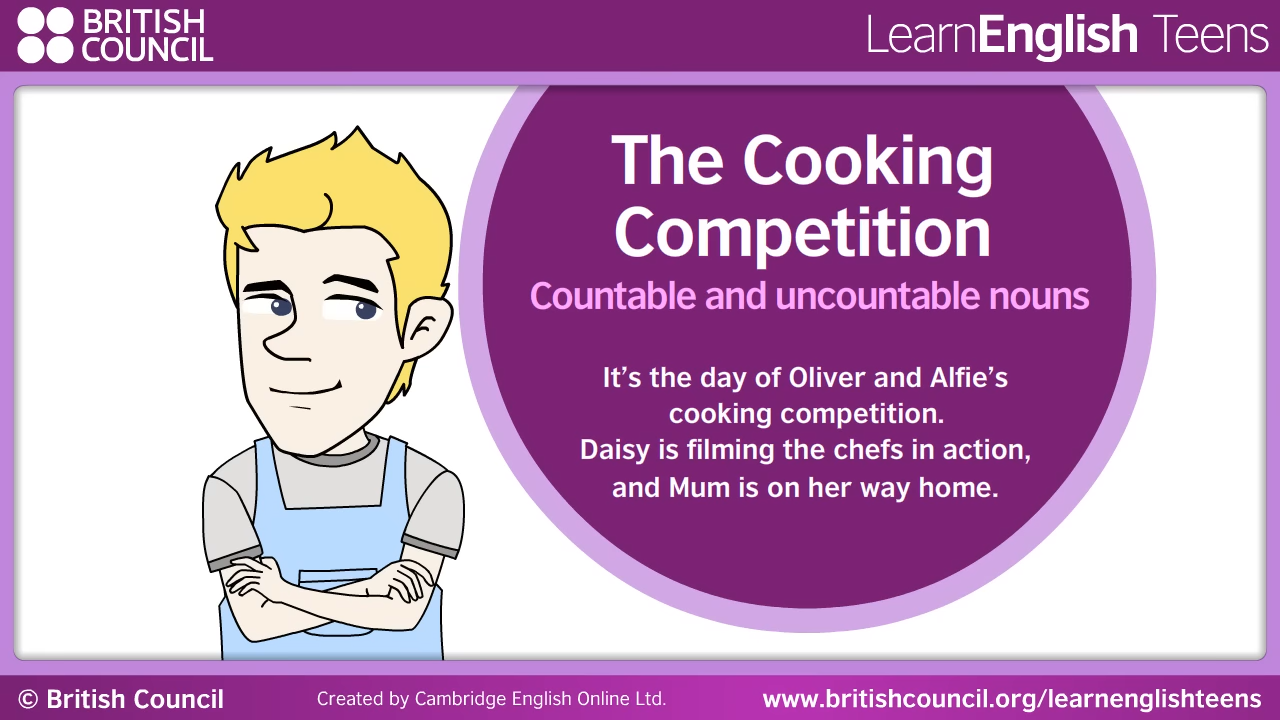 BRITISH
COUNCIL
LearnEnglish Teens
The Cooking
Competition
Countable and uncountable nouns
It’s the day of Oliver and Alfie’s
cooking competition.
Daisy is filming the chefs in action,
and Mum is on her way home.
© British Council
Created by Cambridge English Online Ltd.
www.britishcouncil.org/learnenglishteens